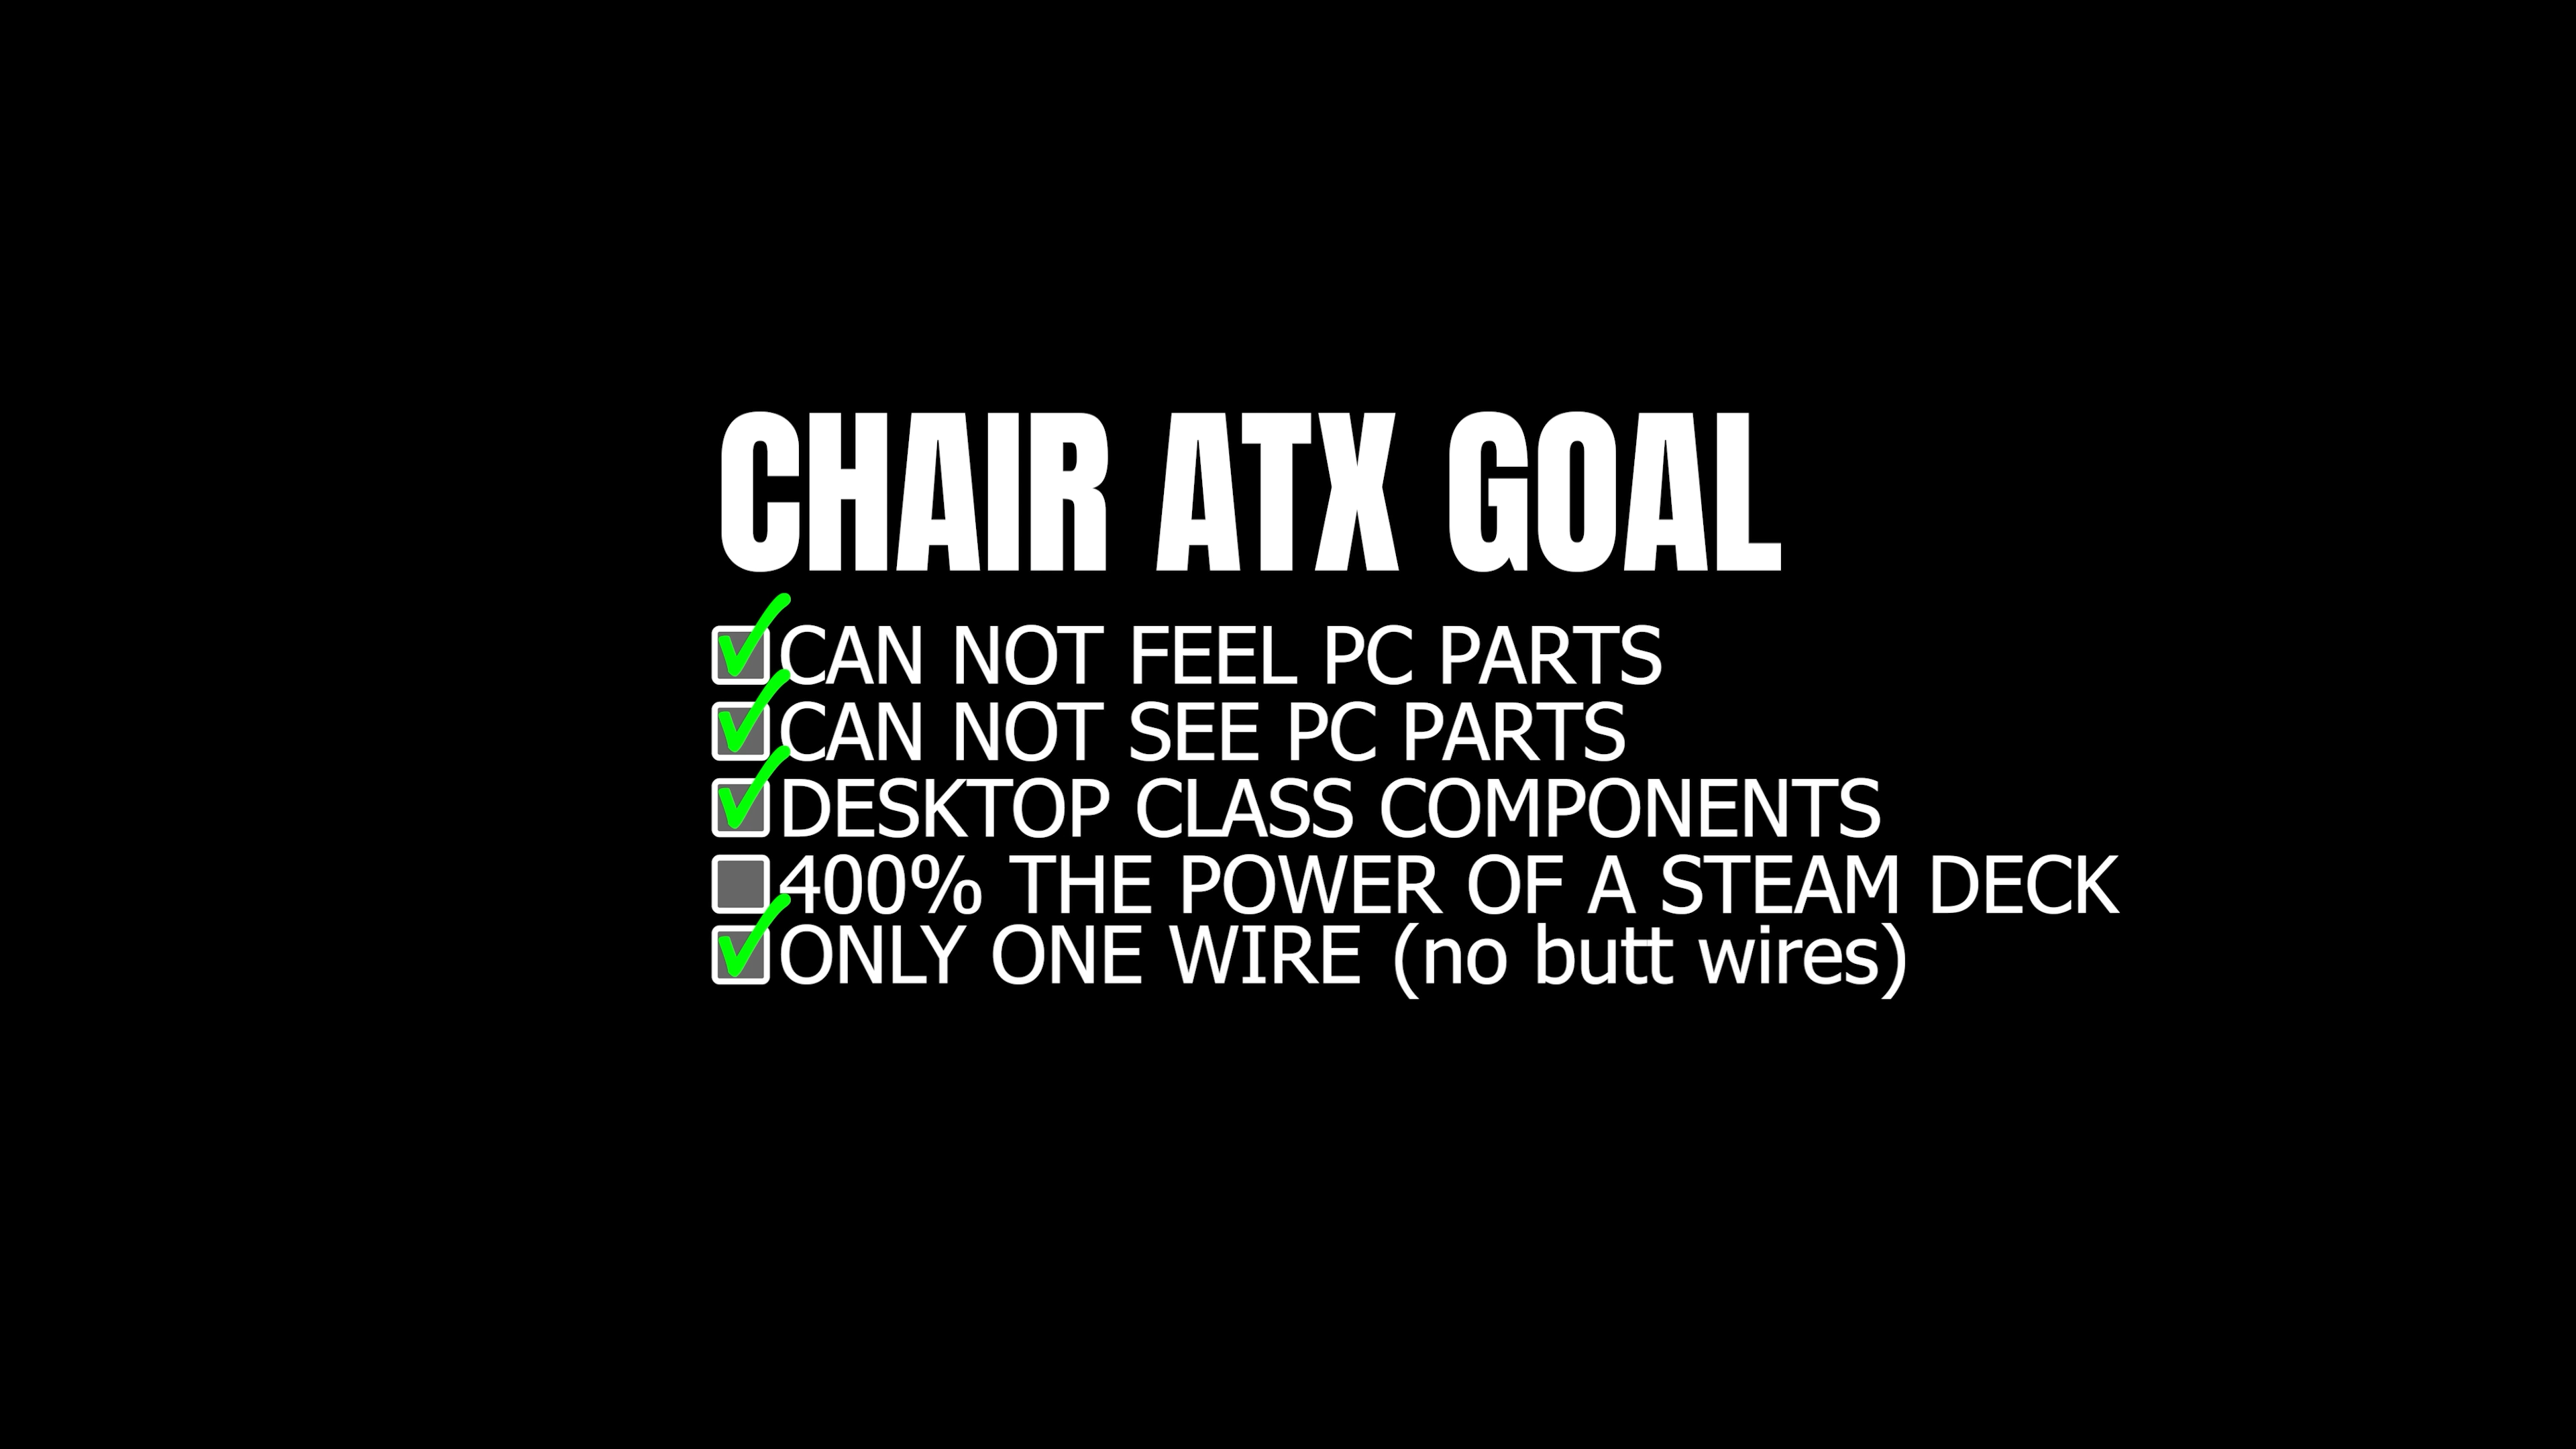 CHAIR ATX GOAL
CAN NOT FEEL PC PARTS
CAN NOT SEE PC PARTS
DESKTOP CLASS COMPONENTS
400% THE POWER OF A STEAM DECK
ONLY ONE WIRE (no butt wires)